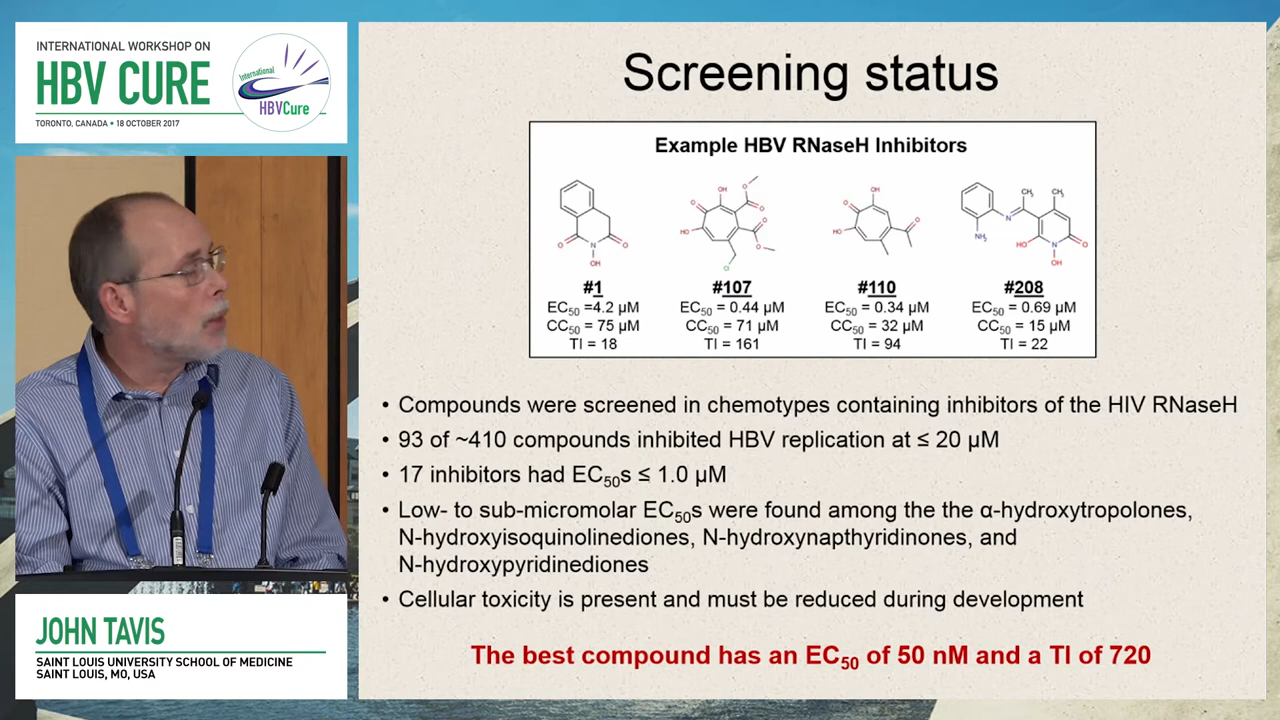 INTERNATIONAL WORKSHOP ON
HBV CURE
TORONTO, CANADA • 18 OCTOBER 2017
International
HBVCure
Screening status
Example HBV RNaseH Inhibitors
#1
EC50 =4.2 µM
CC50 = 75 µM
TI = 18
#107
EC50 = 0.44 µM
CC50 = 71 µM
TI = 161
#110
EC50 = 0.34 µM
CC50 = 32 µM
TI = 94
#208
EC50 = 0.69 µM
CC50 = 15 µM
TI = 22
• Compounds were screened in chemotypes containing inhibitors of the HIV RNaseH
• 93 of ~410 compounds inhibited HBV replication at ≤ 20 µM
• 17 inhibitors had EC50s ≤ 1.0 µM
• Low- to sub-micromolar EC50s were found among the the α-hydroxytropolones,
N-hydroxyisoquinolinediones, N-hydroxynapthyridinones, and
N-hydroxypyridinediones
• Cellular toxicity is present and must be reduced during development
The best compound has an EC50 of 50 nM and a TI of 720
JOHN TAVIS
SAINT LOUIS UNIVERSITY SCHOOL OF MEDICINE
SAINT LOUIS, MO, USA